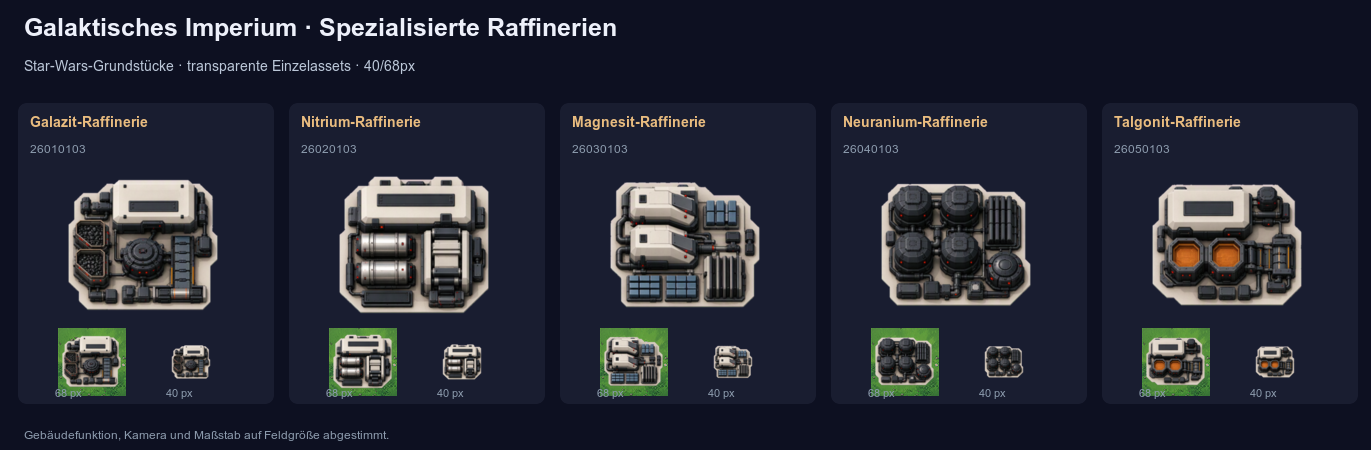 Galaktisches Imperium · Spezialisierte Raffinerien
Star-Wars-Grundstücke · transparente Einzelassets · 40/68px
Galazit-Raffinerie
26010103
68 px
40 px
Nitrium-Raffinerie
26020103
68 px
40 px
Magnesit-Raffinerie
26030103
68 px
40 px
Neuranium-Raffinerie
26040103
68 px
40 px
Talgonit-Raffinerie
26050103
68 px
40 px
Gebäudefunktion, Kamera und Maßstab auf Feldgröße abgestimmt.